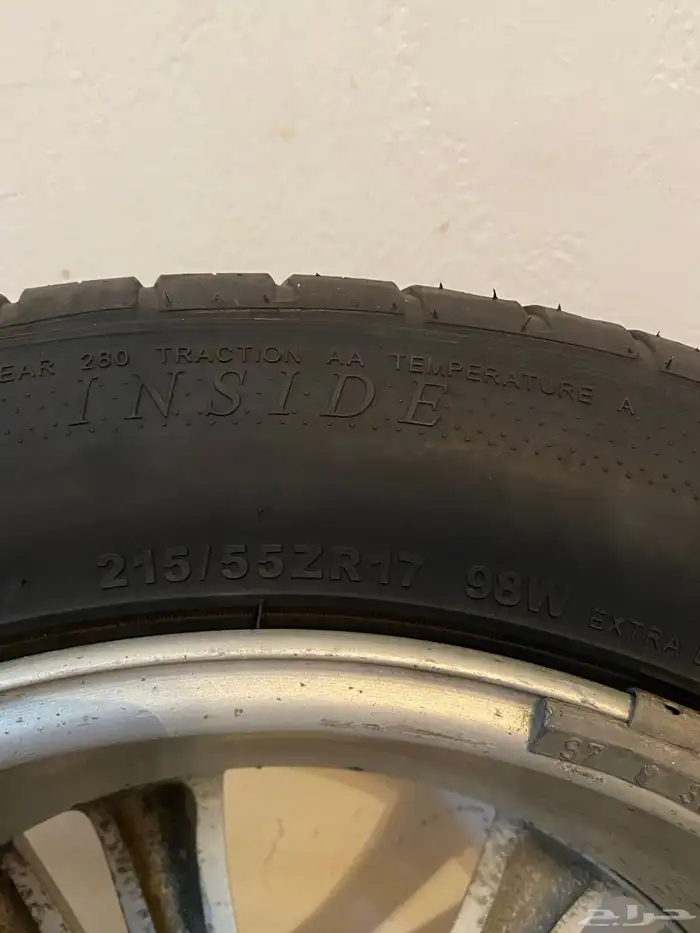 EAR 280 TRACTION AA TEMPERATURE A
INSIDE
215/55ZR17 98W EXTRA
حراج